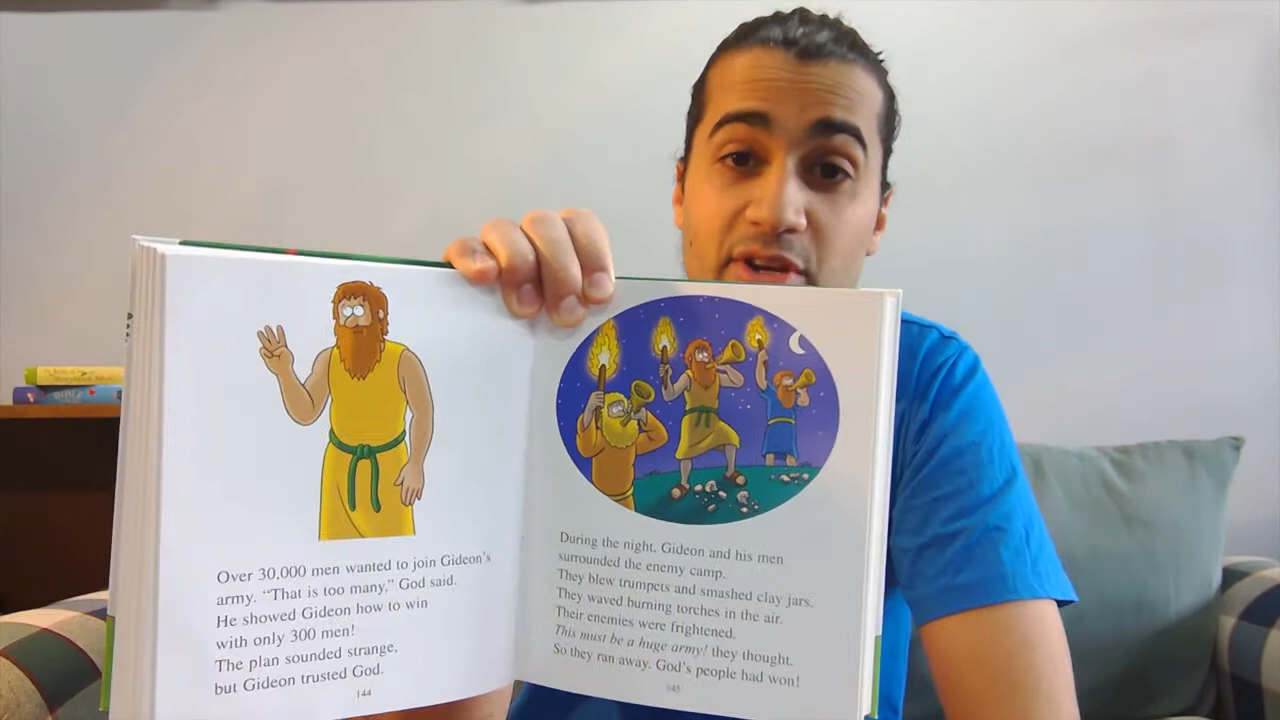 Over 30,000 men wanted to join Gideon's
army. "That is too many," God said.
He showed Gideon how to win
with only 300 men!
The plan sounded strange,
but Gideon trusted God.
144
During the night, Gideon and his men
surrounded the enemy camp.
They blew trumpets and smashed clay jars.
They waved burning torches in the air.
Their enemies were frightened.
This must be a huge army! they thought.
So they ran away. God's people had won!
145